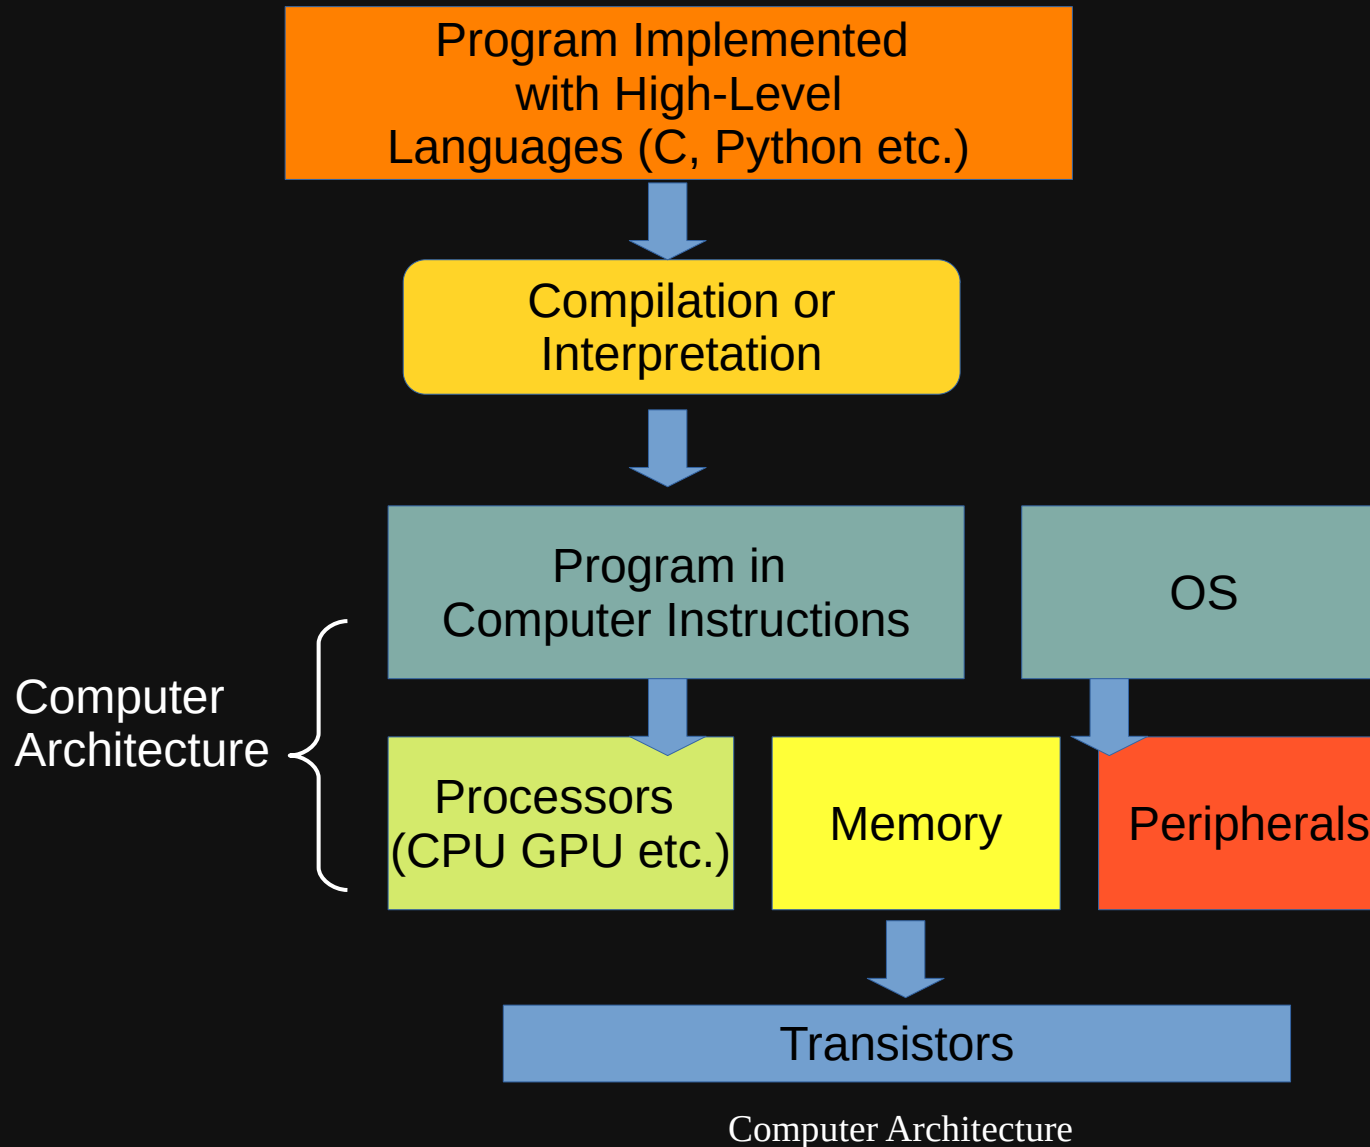 Program Implemented
with High-Level
Languages (C, Python etc.)
Compilation or
Interpretation
Program in
Computer Instructions
OS
Computer
Architecture
Processors
(CPU GPU etc.)
Memory
Peripherals
Transistors
Computer Architecture